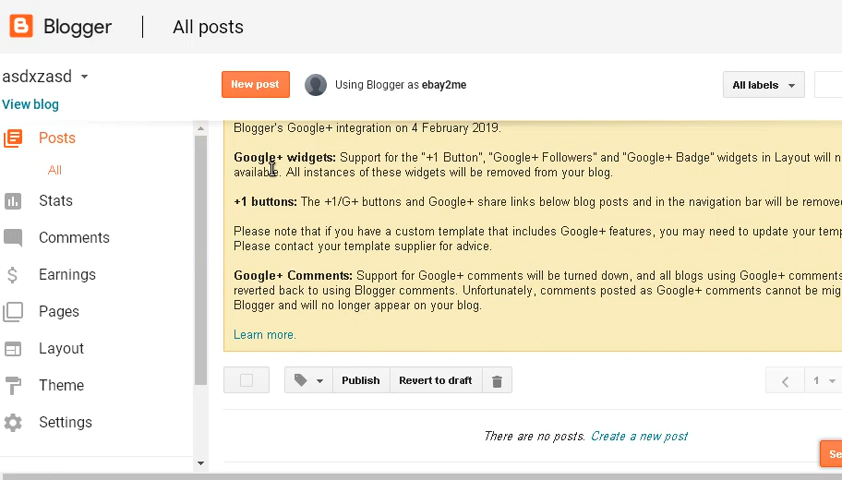 Blogger
All posts
asdxzasd
View blog
New post
Using Blogger as ebay2me
All labels
Posts
All
Stats
Comments
Earnings
Pages
Layout
Theme
Settings
Blogger's Google+ integration on 4 February 2019.
Google+ widgets: Support for the "+1 Button", "Google+ Followers" and "Google+ Badge" widgets in Layout will n
available. All instances of these widgets will be removed from your blog.
+1 buttons: The +1/G+ buttons and Google+ share links below blog posts and in the navigation bar will be remove
Please note that if you have a custom template that includes Google+ features, you may need to update your temp
Please contact your template supplier for advice.
Google+ Comments: Support for Google+ comments will be turned down, and all blogs using Google+ comments
reverted back to using Blogger comments. Unfortunately, comments posted as Google+ comments cannot be mig
Blogger and will no longer appear on your blog.
Learn more.
Publish
Revert to draft
1
There are no posts. Create a new post
Se